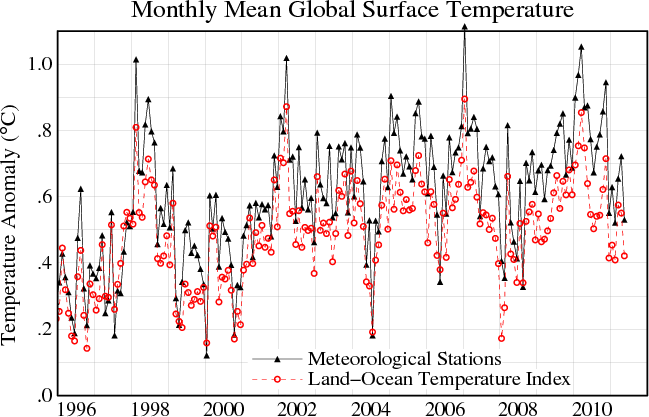 Monthly Mean Global Surface Temperature
Temperature Anomaly (°C)
1.0
.8
.6
.4
.2
.0
Meteorological Stations
Land-Ocean Temperature Index
1996 1998 2000 2002 2004 2006 2008 2010